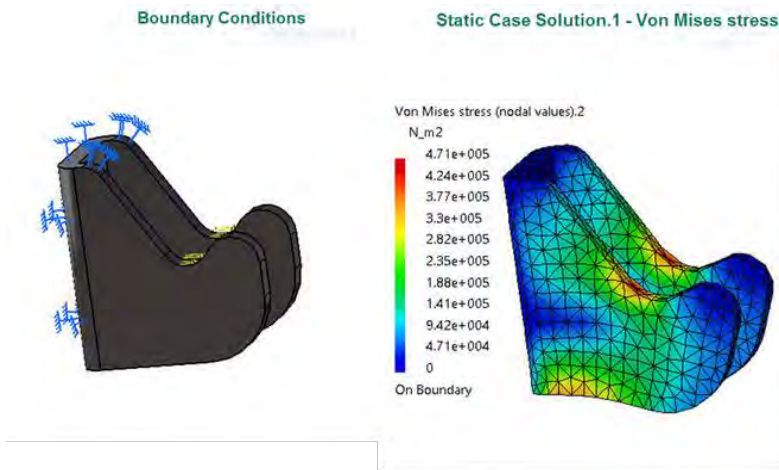 Boundary Conditions
Static Case Solution.1 - Von Mises stress
Von Mises stress (nodal values).2
N_m2
4.71e+005
4.24e+005
3.77e+005
3.3e+005
2.82e+005
2.35e+005
1.88e+005
1.41e+005
9.42e+004
4.71e+004
0
On Boundary